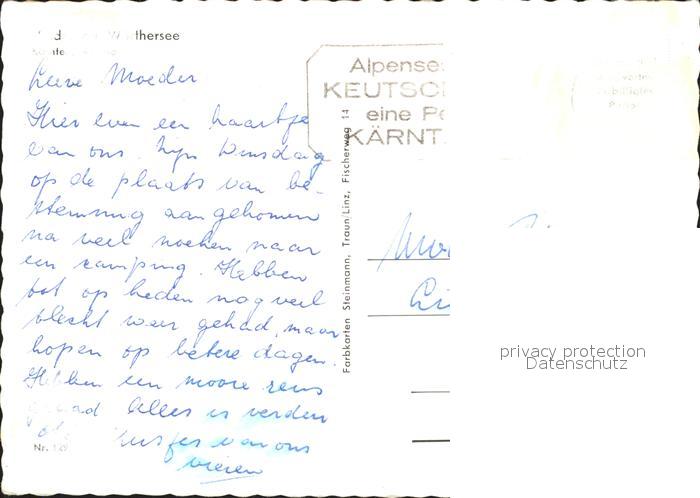 Wörthersee
Lieve Moeder
Hier even een kaartje
van ons. Zijn Dinsdag
op de plaats van be-
stemming aangekomen
na veel zoeken naar
een camping. Hebben
tot op heden nog veel
slecht weer gehad, maar
hopen op betere dagen.
Hebben een mooie reis
gehad Alles is verder
Kusjes van ons
vieren
Nr.
Farbkarten Steinmann, Traun/Linz, Fischerweg 14
Alpensee
KEUTSC
eine Pe
KÄRNT
privacy protection
Datenschutz